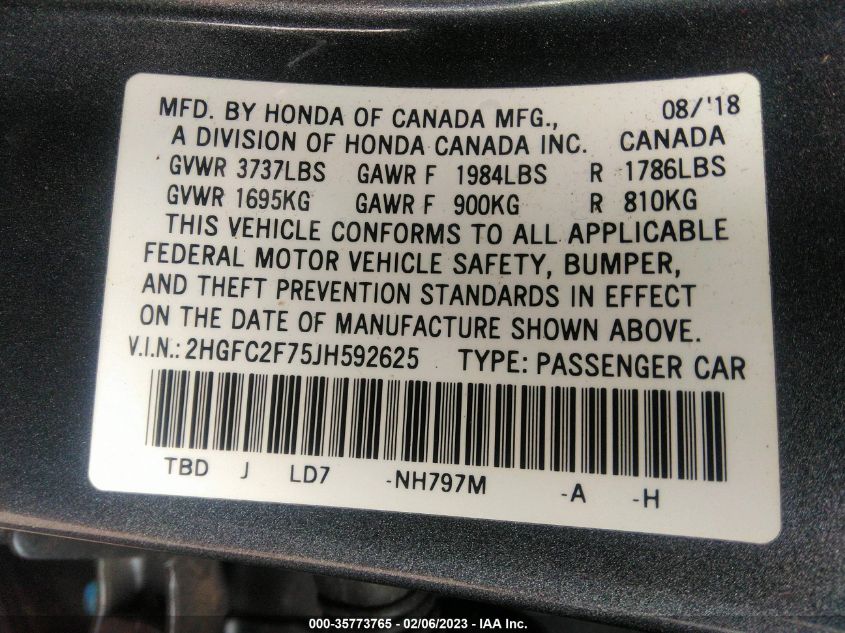 MFD. BY HONDA OF CANADA MFG., 08/'18
A DIVISION OF HONDA CANADA INC. CANADA
GVWR 3737LBS GAWR F 1984LBS R 1786LBS
GVWR 1695KG GAWR F 900KG R 810KG
THIS VEHICLE CONFORMS TO ALL APPLICABLE
FEDERAL MOTOR VEHICLE SAFETY, BUMPER,
AND THEFT PREVENTION STANDARDS IN EFFECT
ON THE DATE OF MANUFACTURE SHOWN ABOVE.
V.I.N.: 2HGFC2F75JH592625 TYPE: PASSENGER CAR
TBD J LD7 -NH797M -A -H
000-35773765 — 02/06/2023 — IAA Inc.